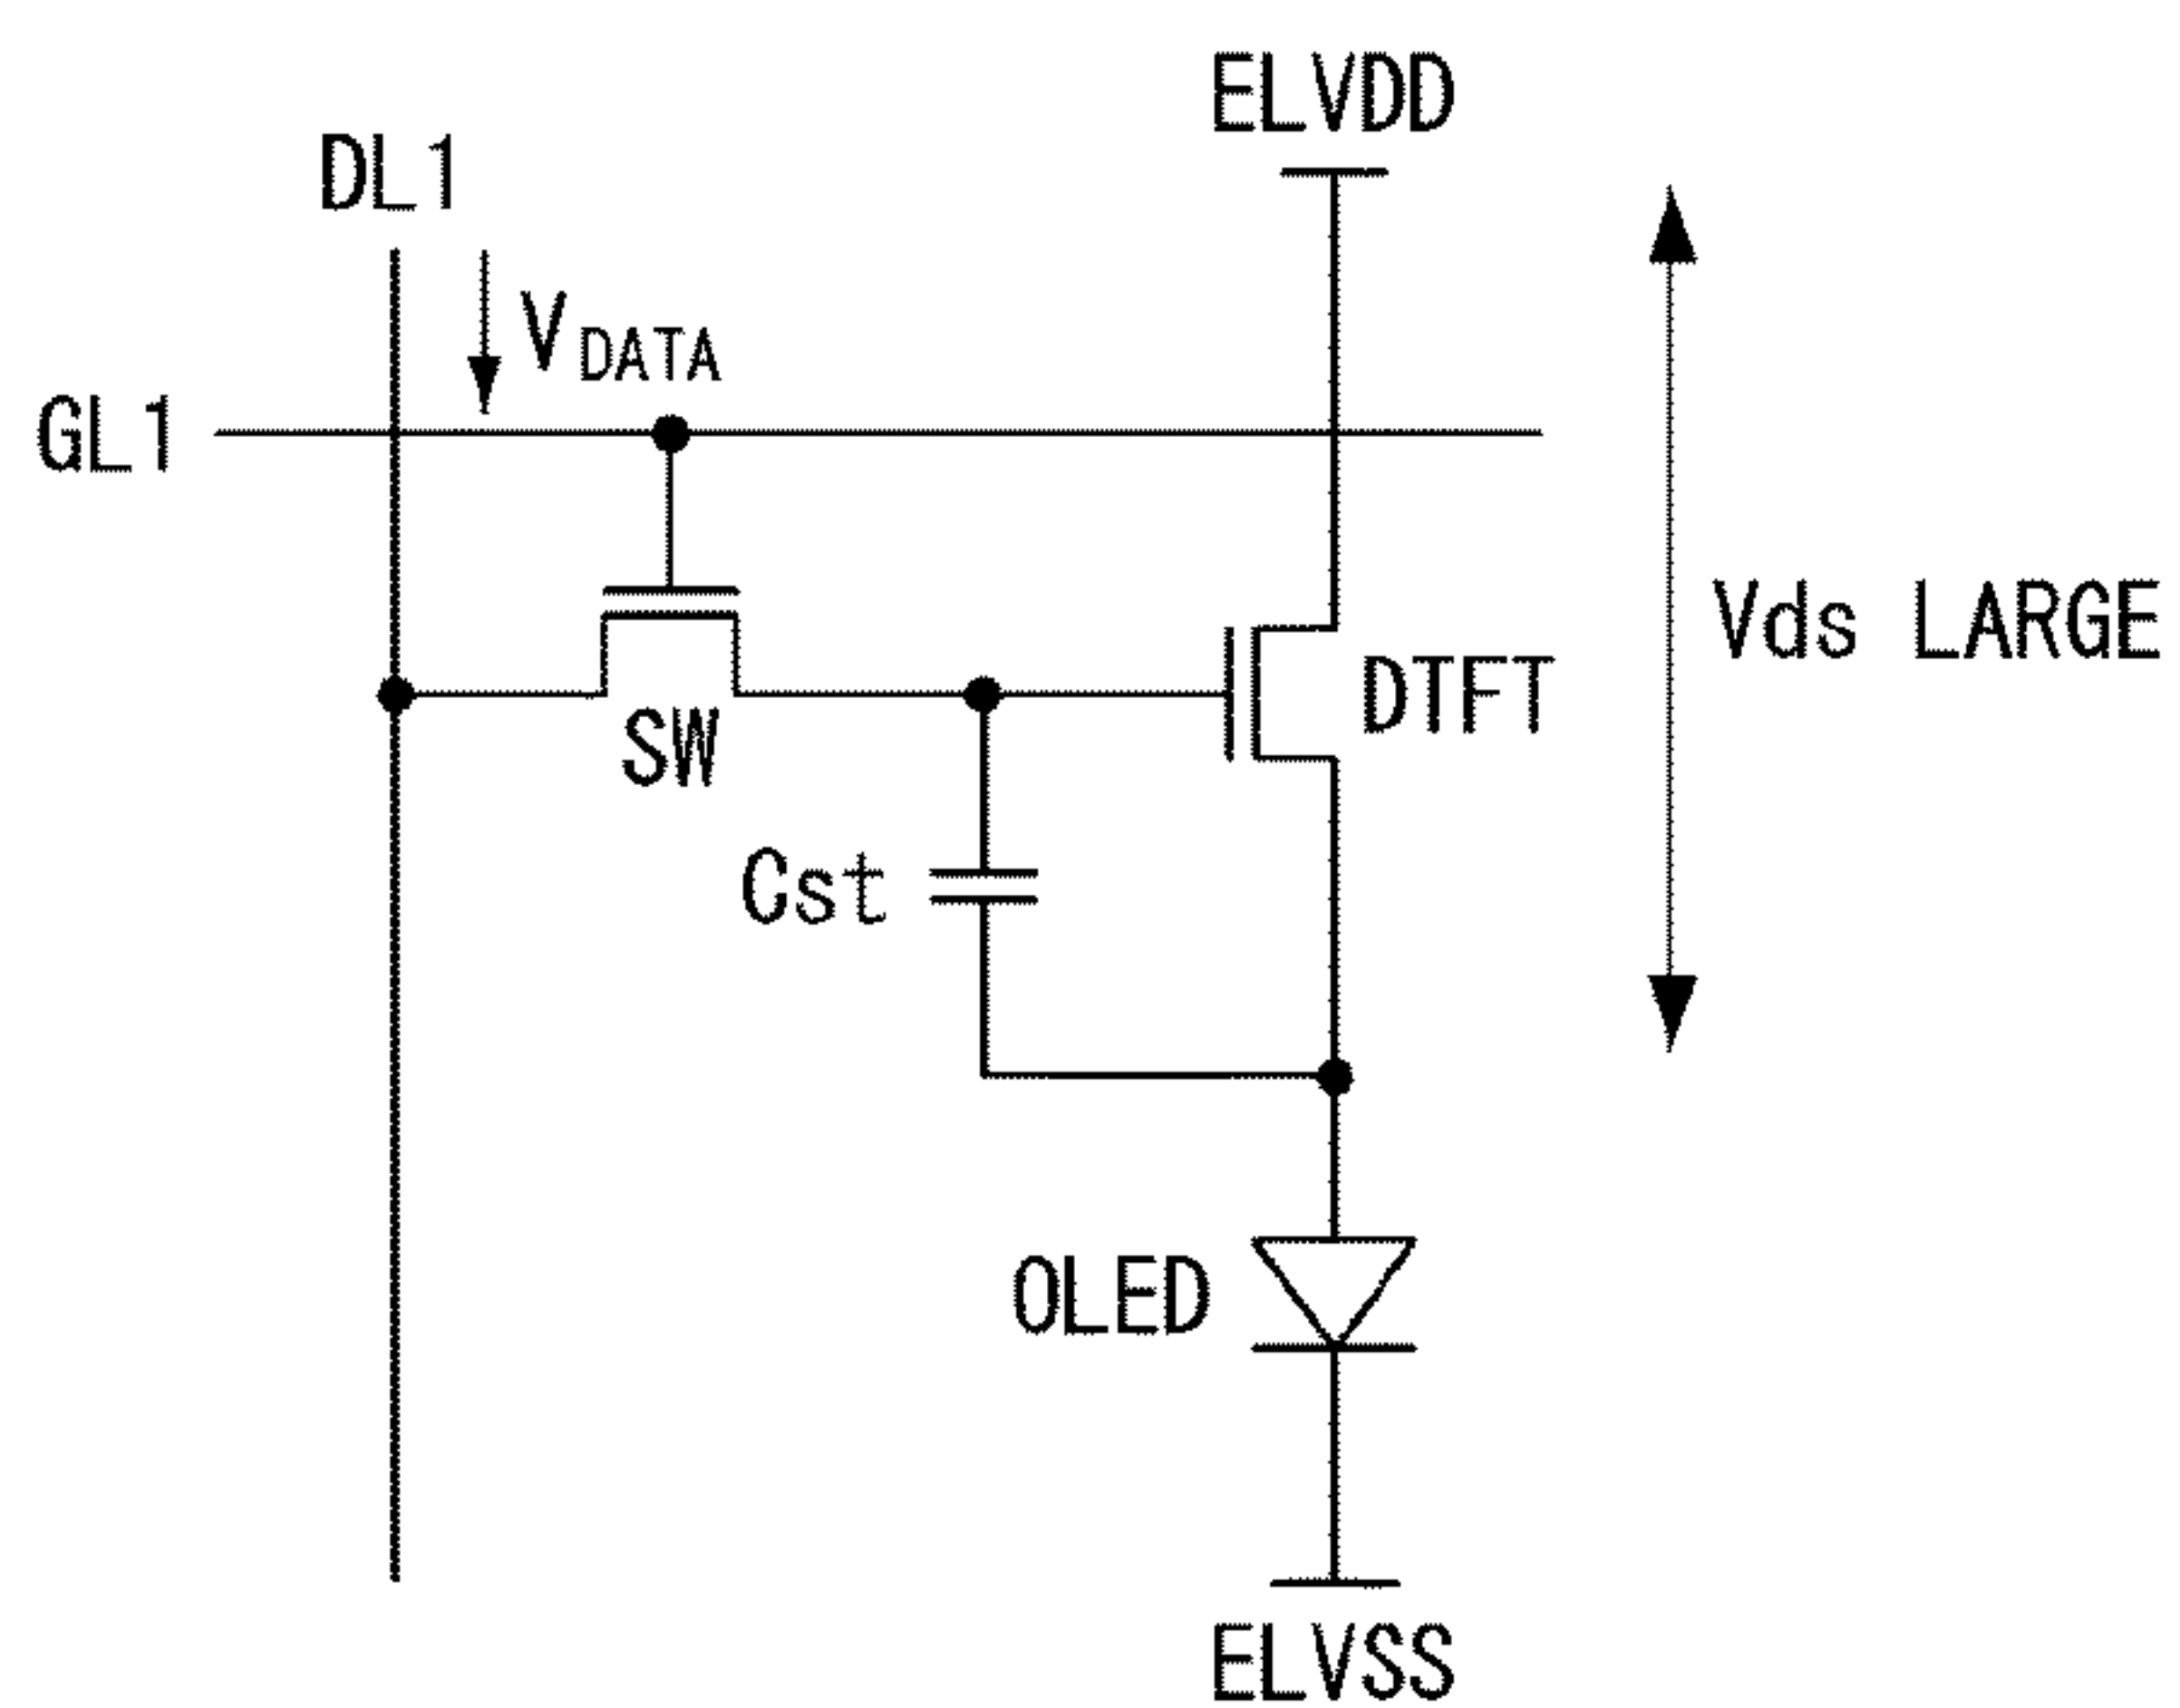 ELVDD
DL1
VDATA
GL1
Vds LARGE
DTFT
SW
Cst
OLED
ELVSS